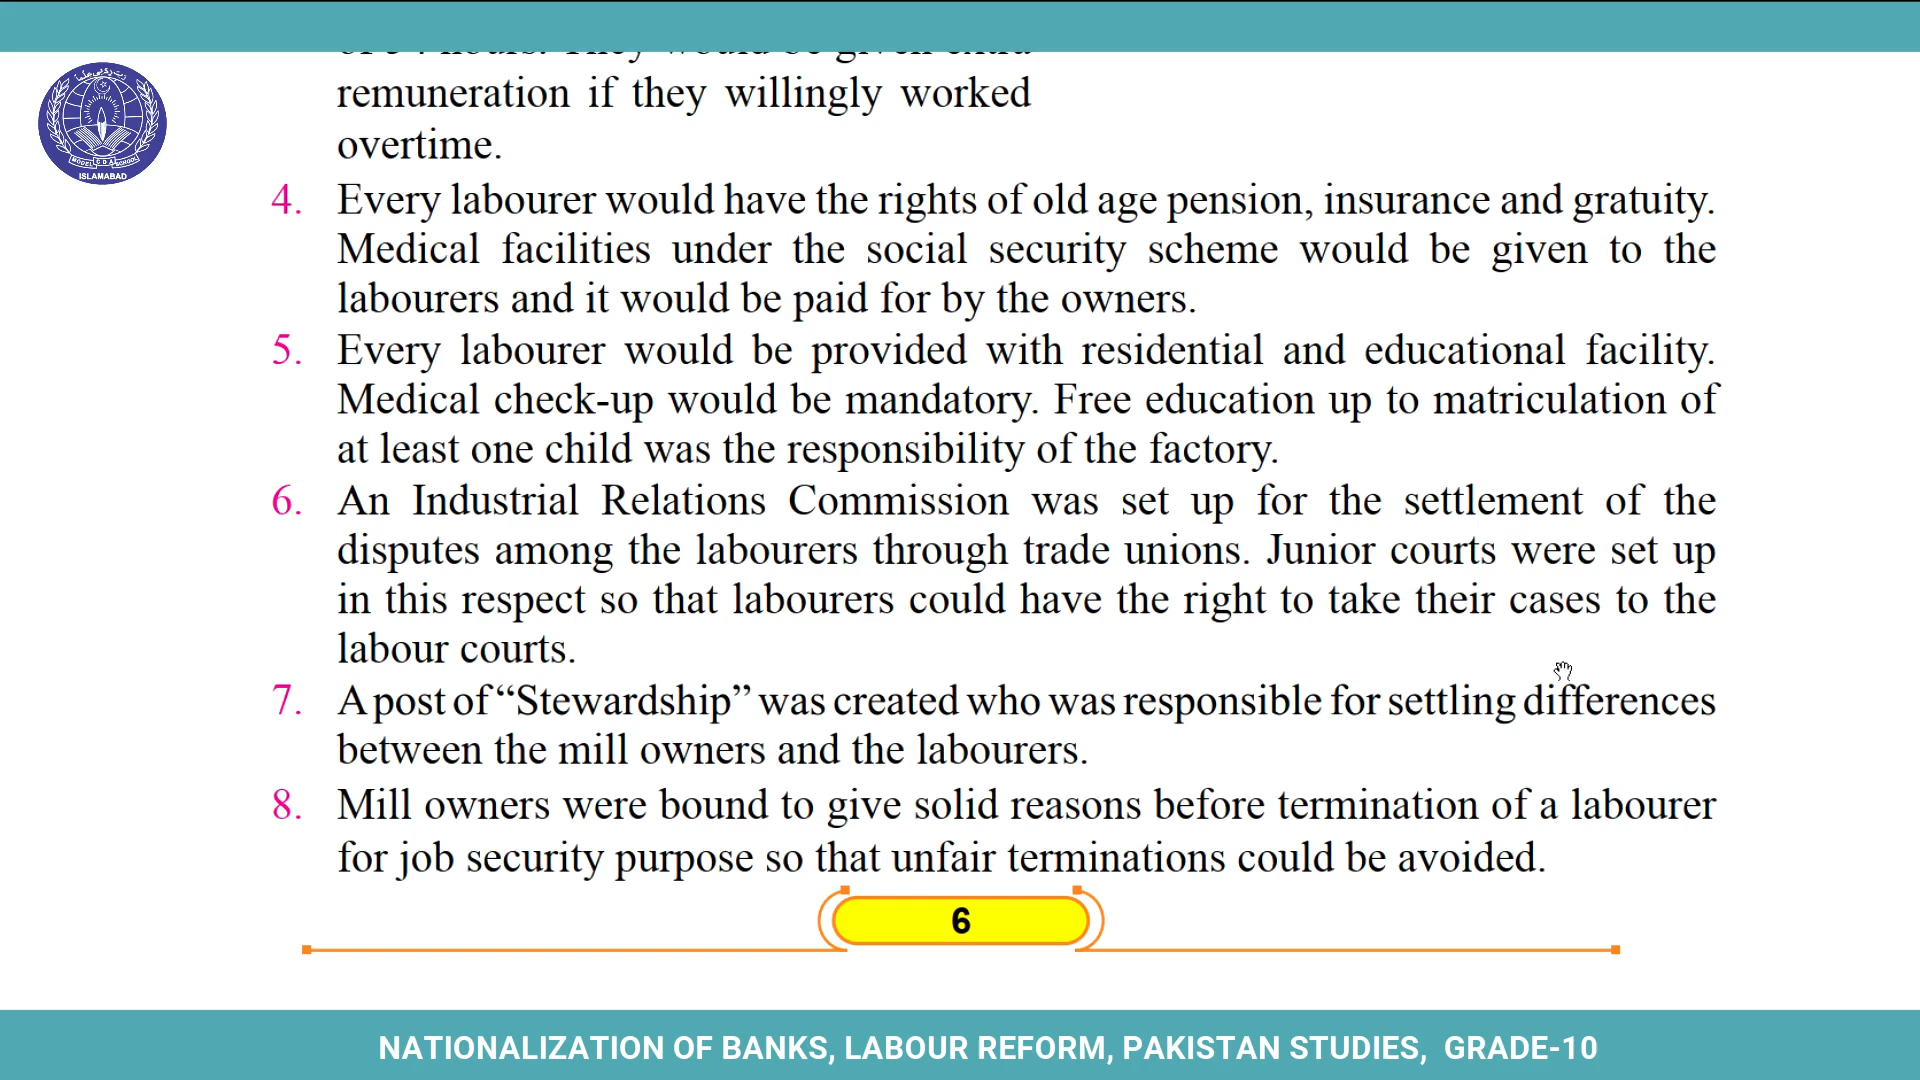 remuneration if they willingly worked
overtime.
4. Every labourer would have the rights of old age pension, insurance and gratuity.
Medical facilities under the social security scheme would be given to the
labourers and it would be paid for by the owners.
5. Every labourer would be provided with residential and educational facility.
Medical check-up would be mandatory. Free education up to matriculation of
at least one child was the responsibility of the factory.
6. An Industrial Relations Commission was set up for the settlement of the
disputes among the labourers through trade unions. Junior courts were set up
in this respect so that labourers could have the right to take their cases to the
labour courts.
7. A post of “Stewardship” was created who was responsible for settling differences
between the mill owners and the labourers.
8. Mill owners were bound to give solid reasons before termination of a labourer
for job security purpose so that unfair terminations could be avoided.
6
NATIONALIZATION OF BANKS, LABOUR REFORM, PAKISTAN STUDIES, GRADE-10
MODEL C D A SCHOOL
ISLAMABAD